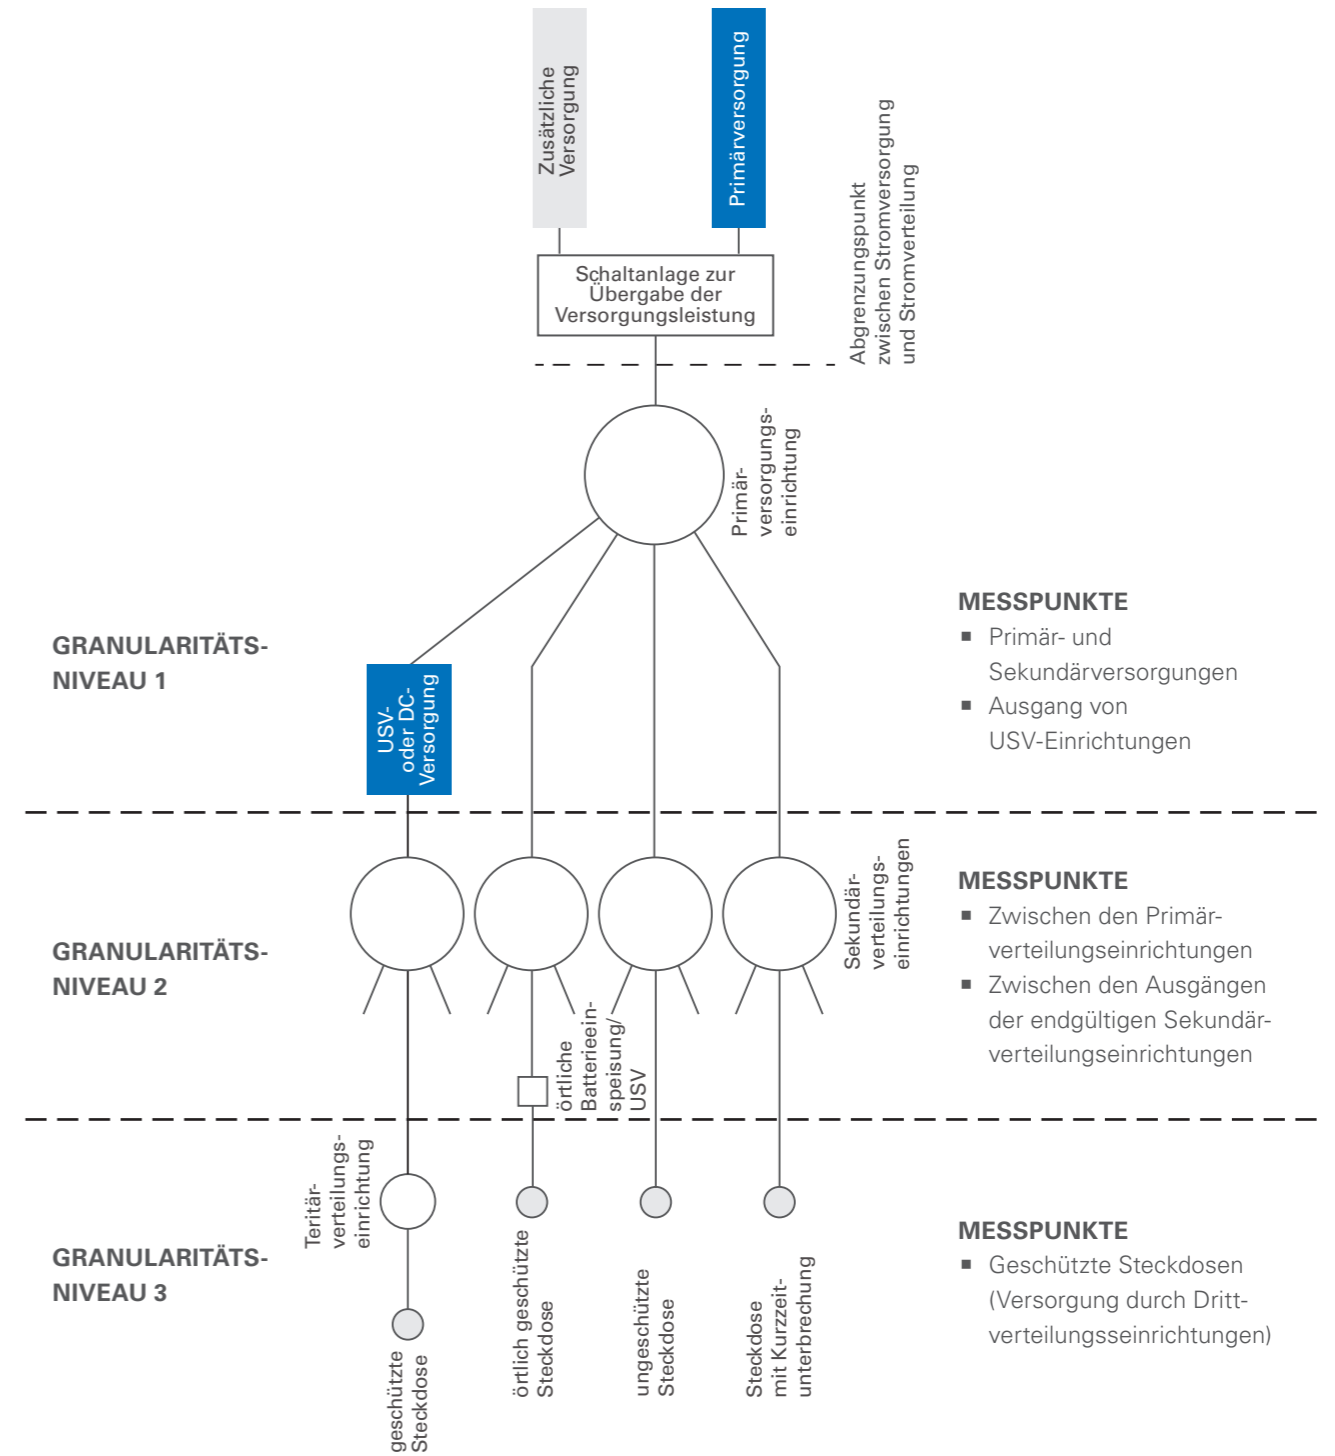 Zusätzliche
Versorgung
Primärversorgung
Abgrenzungspunkt
zwischen Stromversorgung
und Stromverteilung
Schaltanlage zur
Übergabe der
Versorgungsleistung
Primär-
versorgungs-
einrichtung
GRANULARITÄTS-
NIVEAU 1
USV-
oder DC-
Versorgung
MESSPUNKTE
▪ Primär- und
Sekundärversorgungen
▪ Ausgang von
USV-Einrichtungen
GRANULARITÄTS-
NIVEAU 2
Sekundär-
verteilungs-
einrichtungen
örtliche
Batterieein-
speisung/
USV
MESSPUNKTE
▪ Zwischen den Primär-
verteilungseinrichtungen
▪ Zwischen den Ausgängen
der endgültigen Sekundär-
verteilungseinrichtungen
GRANULARITÄTS-
NIVEAU 3
Teritär-
verteilungs-
einrichtung
geschützte
Steckdose
örtlich geschützte
Steckdose
ungeschützte
Steckdose
Steckdose
mit Kurzzeit-
unterbrechung
MESSPUNKTE
▪ Geschützte Steckdosen
(Versorgung durch Dritt-
verteilungsseinrichtungen)